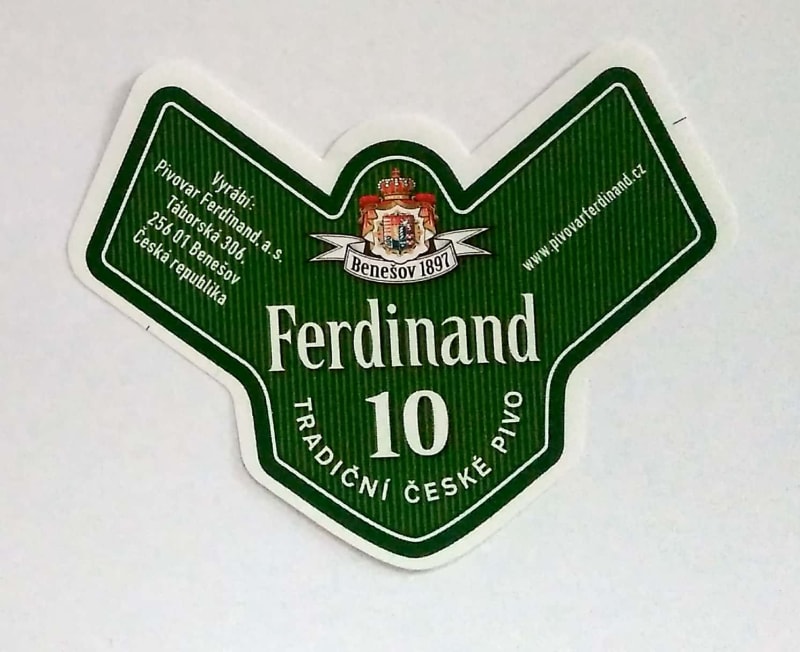 Vyrábí:
Pivovar Ferdinand, a.s.
Táborská 306,
256 01 Benešov
Česka republika
www.pivovarferdinand.cz
Benešov 1897
Ferdinand
10
TRADIČNÍ ČESKÉ PIVO